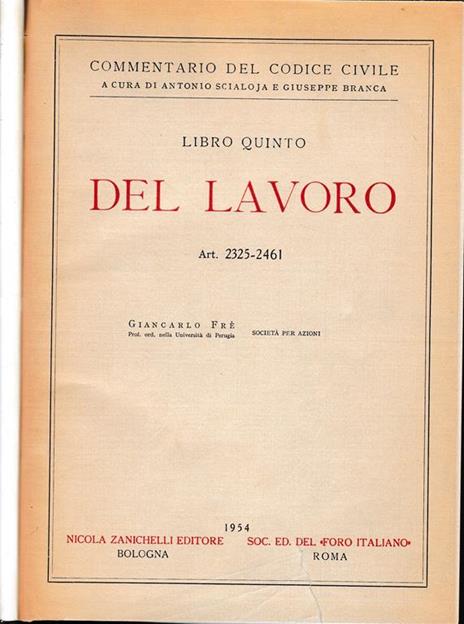 COMMENTARIO DEL CODICE CIVILE
A CURA DI ANTONIO SCIALOJA E GIUSEPPE BRANCA
LIBRO QUINTO
DEL LAVORO
Art. 2325-2461
GIANCARLO FRÈ
Prof. ord. nella Università di Perugia
SOCIETÀ PER AZIONI
1954
NICOLA ZANICHELLI EDITORE
BOLOGNA
SOC. ED. DEL «FORO ITALIANO»
ROMA